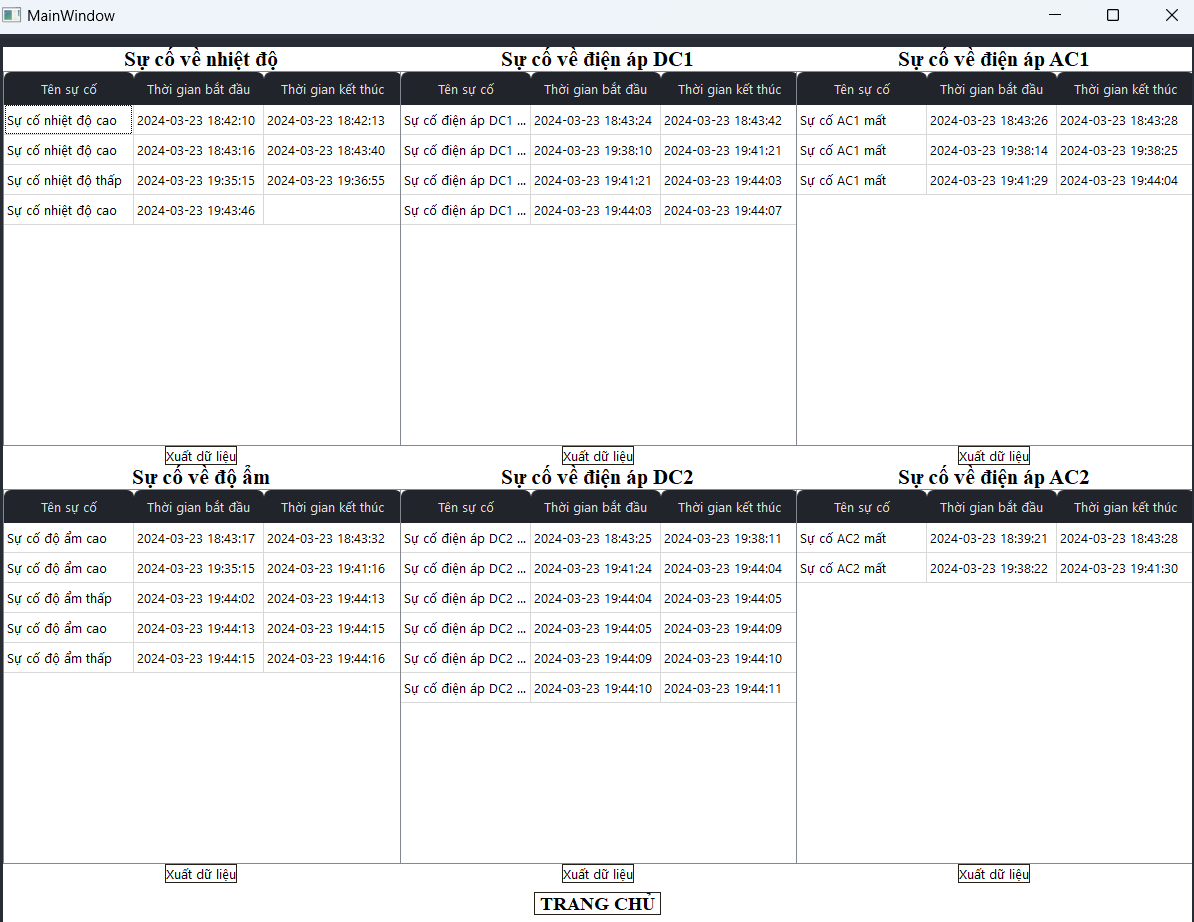 MainWindow
Sự cố về nhiệt độ
Tên sự cố Thời gian bắt đầu Thời gian kết thúc
Sự cố nhiệt độ cao 2024-03-23 18:42:10 2024-03-23 18:42:13
Sự cố nhiệt độ cao 2024-03-23 18:43:16 2024-03-23 18:43:40
Sự cố nhiệt độ thấp 2024-03-23 19:35:15 2024-03-23 19:36:55
Sự cố nhiệt độ cao 2024-03-23 19:43:46
Xuất dữ liệu
Sự cố về điện áp DC1
Tên sự cố Thời gian bắt đầu Thời gian kết thúc
Sự cố điện áp DC1 ... 2024-03-23 18:43:24 2024-03-23 18:43:42
Sự cố điện áp DC1 ... 2024-03-23 19:38:10 2024-03-23 19:41:21
Sự cố điện áp DC1 ... 2024-03-23 19:41:21 2024-03-23 19:44:03
Sự cố điện áp DC1 ... 2024-03-23 19:44:03 2024-03-23 19:44:07
Xuất dữ liệu
Sự cố về điện áp AC1
Tên sự cố Thời gian bắt đầu Thời gian kết thúc
Sự cố AC1 mất 2024-03-23 18:43:26 2024-03-23 18:43:28
Sự cố AC1 mất 2024-03-23 19:38:14 2024-03-23 19:38:25
Sự cố AC1 mất 2024-03-23 19:41:29 2024-03-23 19:44:04
Xuất dữ liệu
Sự cố về độ ẩm
Tên sự cố Thời gian bắt đầu Thời gian kết thúc
Sự cố độ ẩm cao 2024-03-23 18:43:17 2024-03-23 18:43:32
Sự cố độ ẩm cao 2024-03-23 19:35:15 2024-03-23 19:41:16
Sự cố độ ẩm thấp 2024-03-23 19:44:02 2024-03-23 19:44:13
Sự cố độ ẩm cao 2024-03-23 19:44:13 2024-03-23 19:44:15
Sự cố độ ẩm thấp 2024-03-23 19:44:15 2024-03-23 19:44:16
Xuất dữ liệu
Sự cố về điện áp DC2
Tên sự cố Thời gian bắt đầu Thời gian kết thúc
Sự cố điện áp DC2 ... 2024-03-23 18:43:25 2024-03-23 19:38:11
Sự cố điện áp DC2 ... 2024-03-23 19:41:24 2024-03-23 19:44:04
Sự cố điện áp DC2 ... 2024-03-23 19:44:04 2024-03-23 19:44:05
Sự cố điện áp DC2 ... 2024-03-23 19:44:05 2024-03-23 19:44:09
Sự cố điện áp DC2 ... 2024-03-23 19:44:09 2024-03-23 19:44:10
Sự cố điện áp DC2 ... 2024-03-23 19:44:10 2024-03-23 19:44:11
Xuất dữ liệu
Sự cố về điện áp AC2
Tên sự cố Thời gian bắt đầu Thời gian kết thúc
Sự cố AC2 mất 2024-03-23 18:39:21 2024-03-23 18:43:28
Sự cố AC2 mất 2024-03-23 19:38:22 2024-03-23 19:41:30
Xuất dữ liệu
TRANG CHỦ